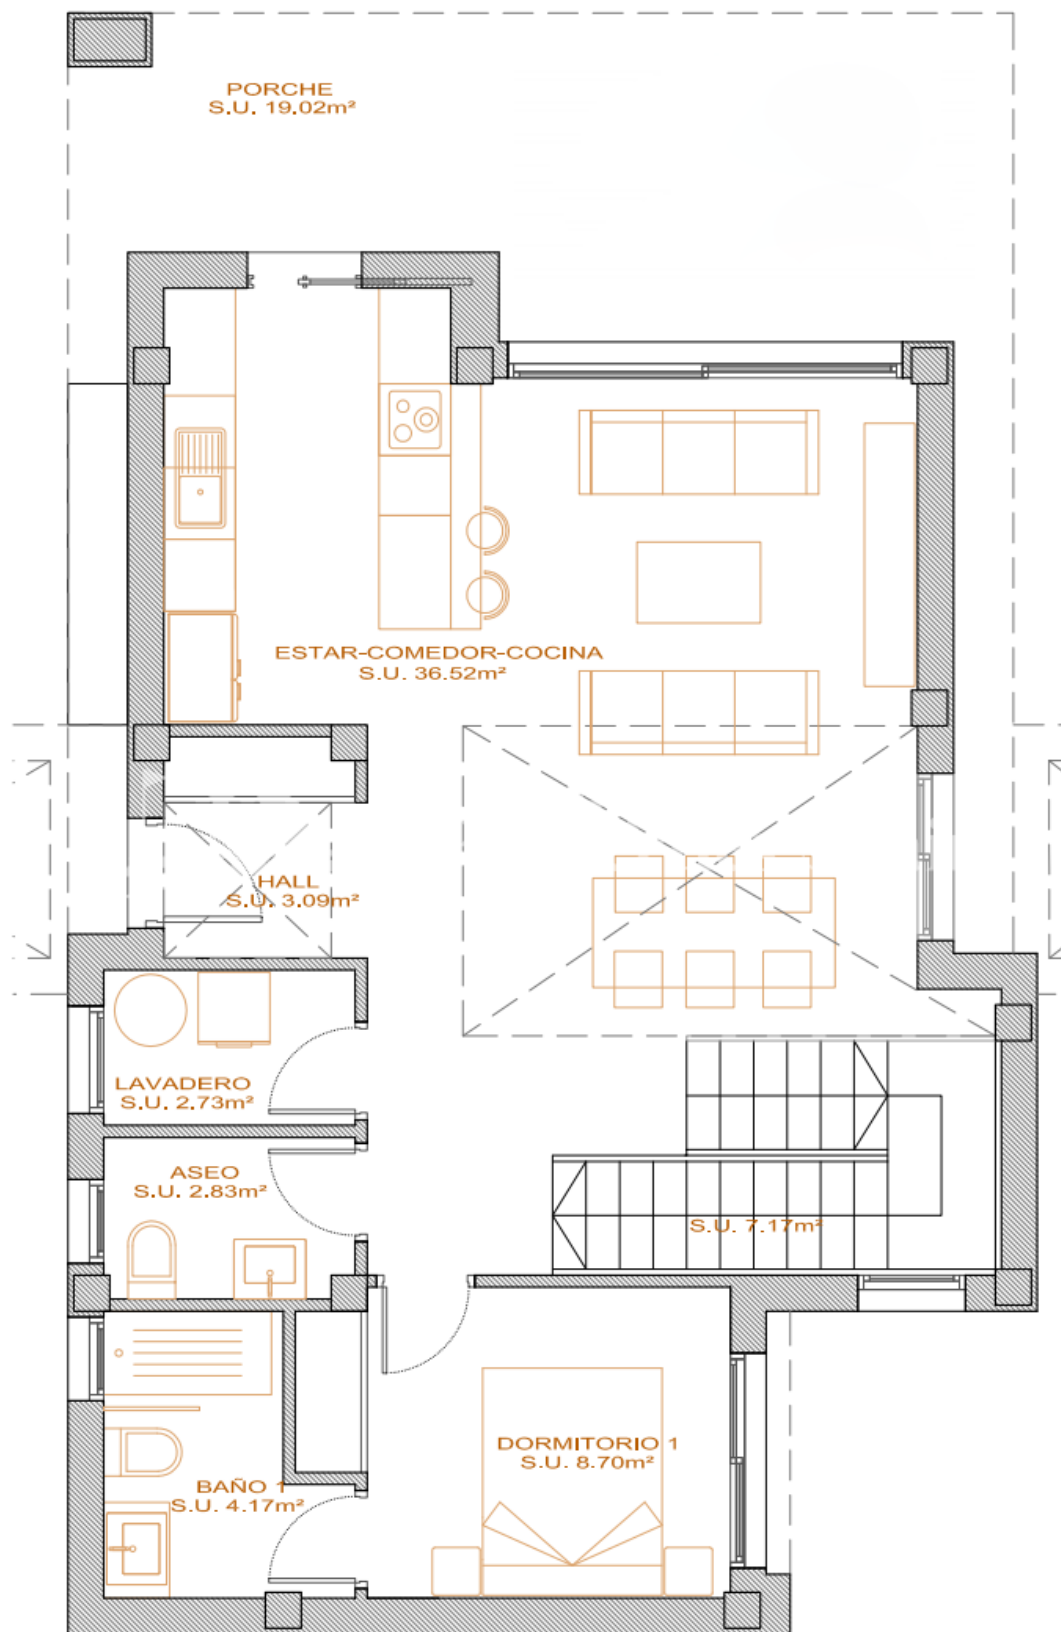 PORCHE
S.U. 19.02m²
ESTAR-COMEDOR-COCINA
S.U. 36.52m²
HALL
S.U. 3.09m²
LAVADERO
S.U. 2.73m²
ASEO
S.U. 2.83m²
S.U. 7.17m²
DORMITORIO 1
S.U. 8.70m²
BAÑO 1
S.U. 4.17m²